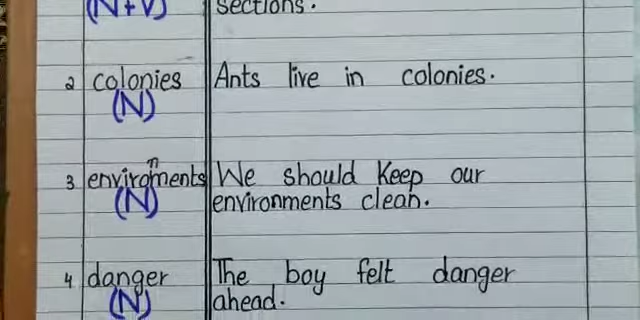 (N+V) sections.
2 colonies Ants live in colonies.
(N)
3 environments We should Keep our
(N) environments clean.
4 danger The boy felt danger
(N) ahead.